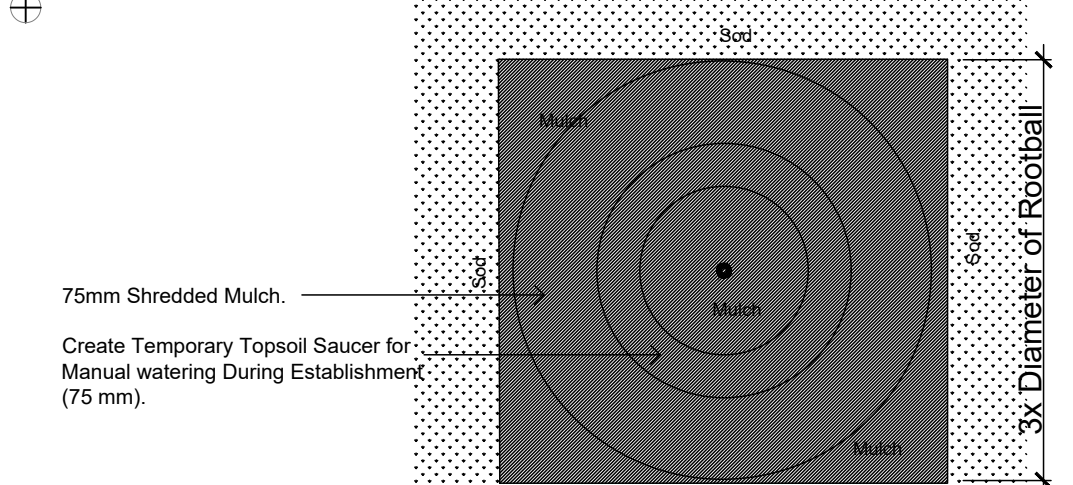 Sod
Mulch
Sod
Sod
3x Diameter of Rootball
75mm Shredded Mulch.
Mulch
Create Temporary Topsoil Saucer for
Manual watering During Establishment
(75 mm).
Mulch